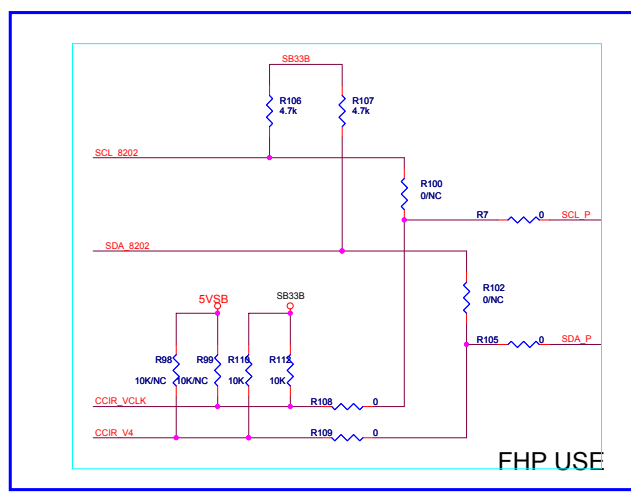 SB33B
R106
4.7k
R107
4.7k
SCL_8202
R100
0/NC
R7
0
SCL_P
SDA_8202
R102
0/NC
5VSB
SB33B
R105
0
SDA_P
R98
R99
R110
R112
10K/NC
10K/NC
10K
10K
CCIR_VCLK
R108
0
CCIR_V4
R109
0
FHP USE